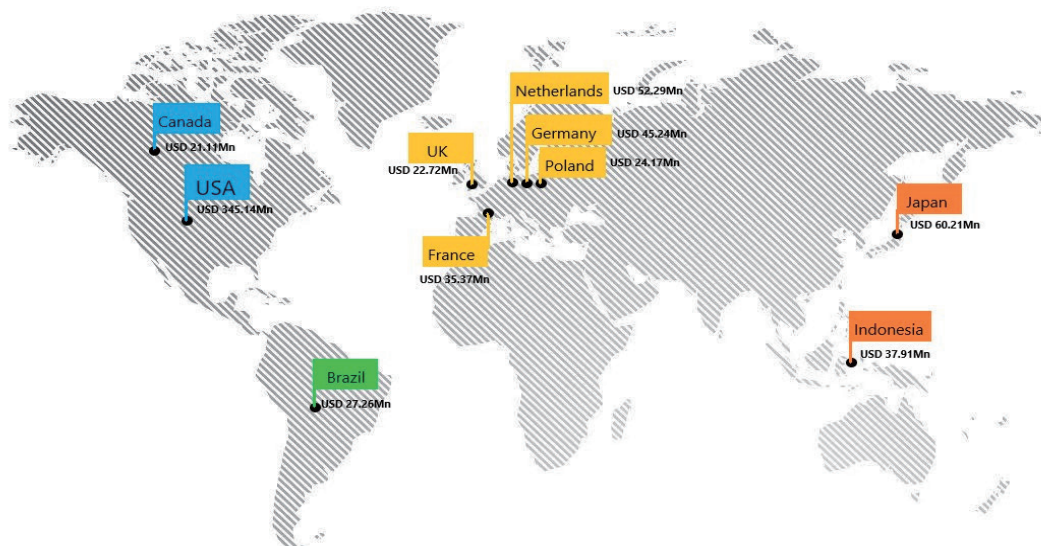 Netherlands USD 52.29Mn
Canada
USD 21.11Mn
Germany USD 45.24Mn
UK
USD 22.72Mn
Poland USD 24.17Mn
USA
USD 345.14Mn
Japan
USD 60.21Mn
France
USD 35.37Mn
Indonesia
USD 37.91Mn
Brazil
USD 27.26Mn